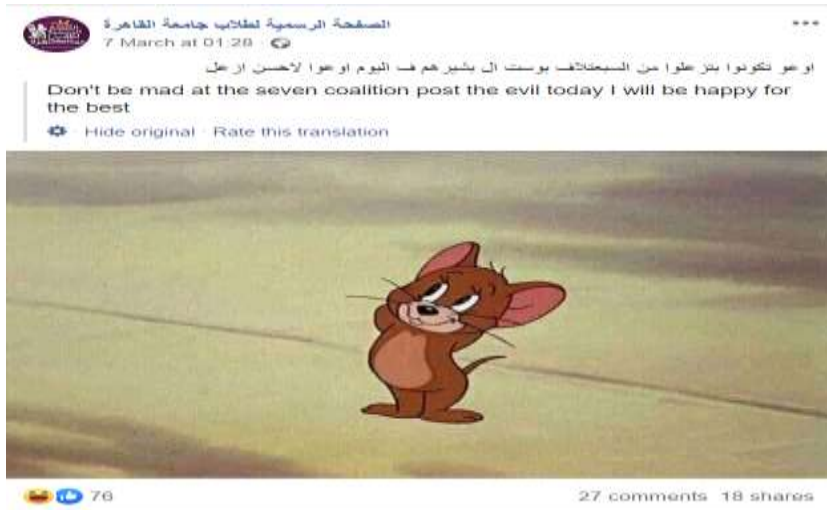 الصفحة الرسمية لطلاب جامعة القاهرة
7 March at 01:28 ·
اوعو تكونوا بتزعلوا من السبعتلاف بوست ال بشيرهم ف اليوم اوعوا لاحسن ازعل
Don't be mad at the seven coalition post the evil today I will be happy for
the best
· Hide original · Rate this translation
76
27 comments 18 shares